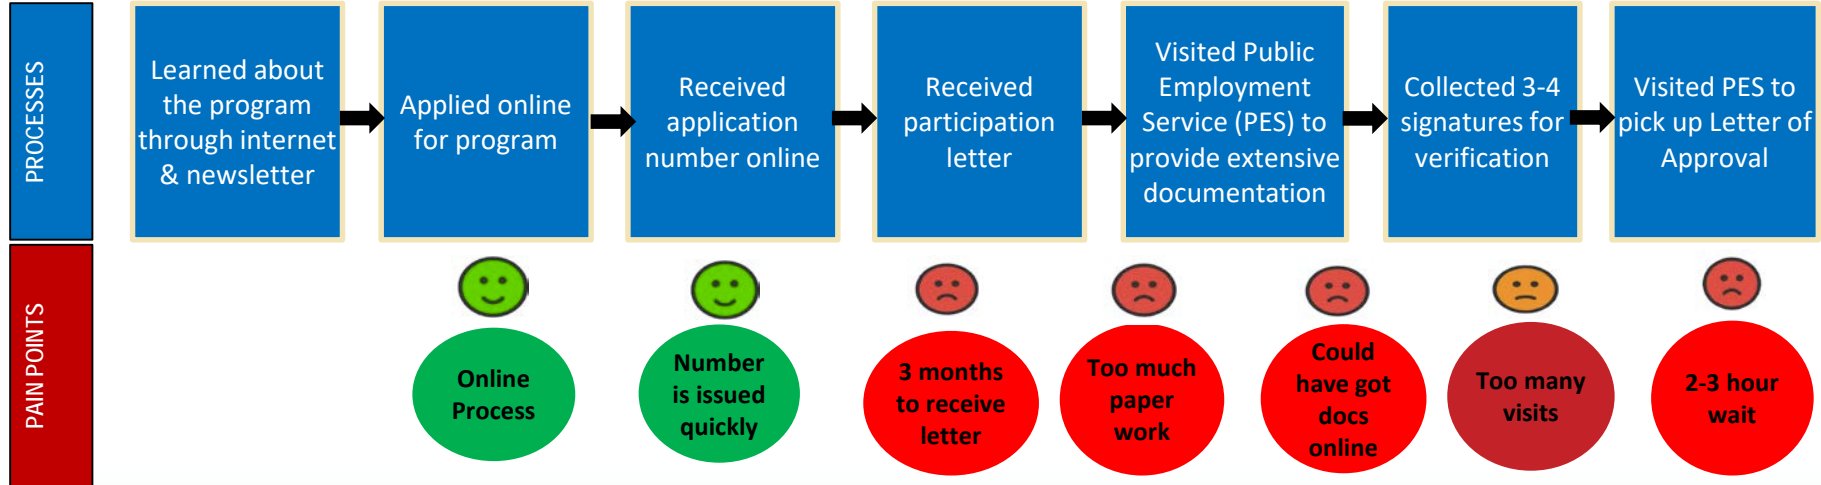 PROCESSES
Learned about
the program
through internet
& newsletter
Applied online
for program
Received
application
number online
Received
participation
letter
Visited Public
Employment
Service (PES) to
provide extensive
documentation
Collected 3-4
signatures for
verification
Visited PES to
pick up Letter of
Approval
PAIN POINTS
Online
Process
Number
is issued
quickly
3 months
to receive
letter
Too much
paper
work
Could
have got
docs
online
Too many
visits
2-3 hour
wait